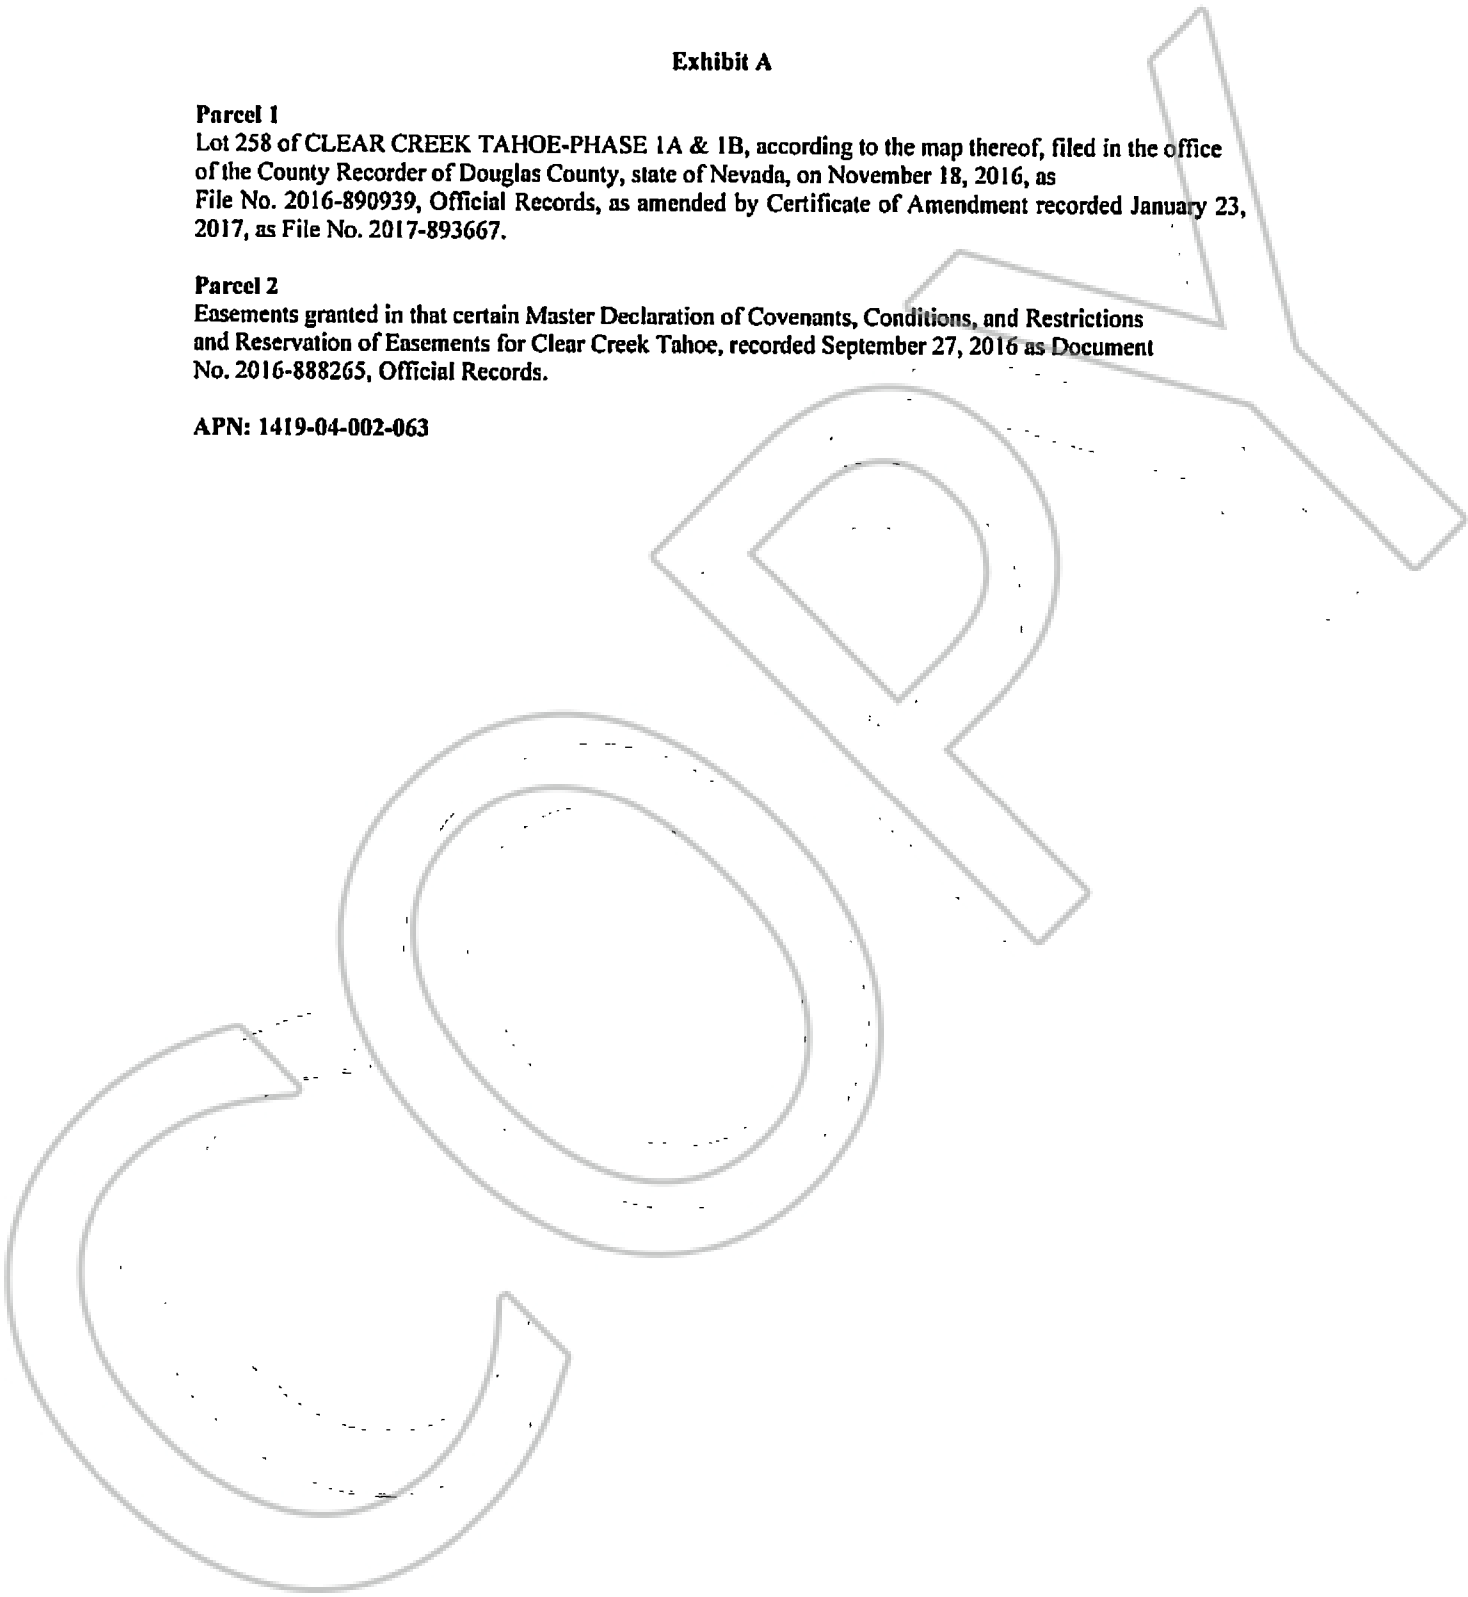 Exhibit A
Parcel 1
Lot 258 of CLEAR CREEK TAHOE-PHASE 1A & 1B, according to the map thereof, filed in the office
of the County Recorder of Douglas County, state of Nevada, on November 18, 2016, as
File No. 2016-890939, Official Records, as amended by Certificate of Amendment recorded January 23,
2017, as File No. 2017-893667.
Parcel 2
Easements granted in that certain Master Declaration of Covenants, Conditions, and Restrictions
and Reservation of Easements for Clear Creek Tahoe, recorded September 27, 2016 as Document
No. 2016-888265, Official Records.
APN: 1419-04-002-063
COPY